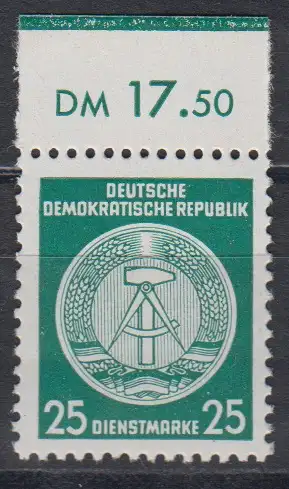 DM 17.50
DEUTSCHE
DEMOKRATISCHE REPUBLIK
25 DIENSTMARKE 25